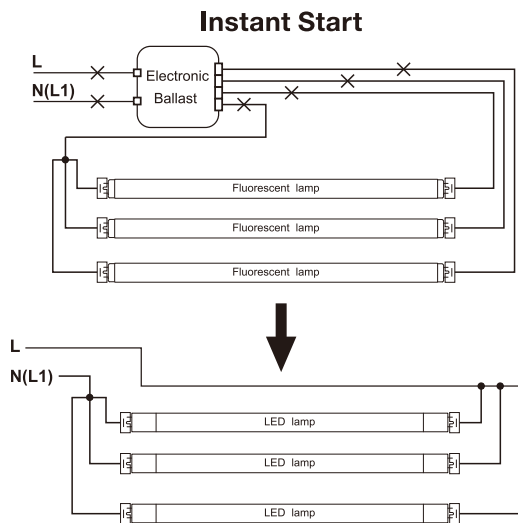 Instant Start
L
N(L1)
Electronic
Ballast
Fluorescent lamp
Fluorescent lamp
Fluorescent lamp
L
N(L1)
LED lamp
LED lamp
LED lamp